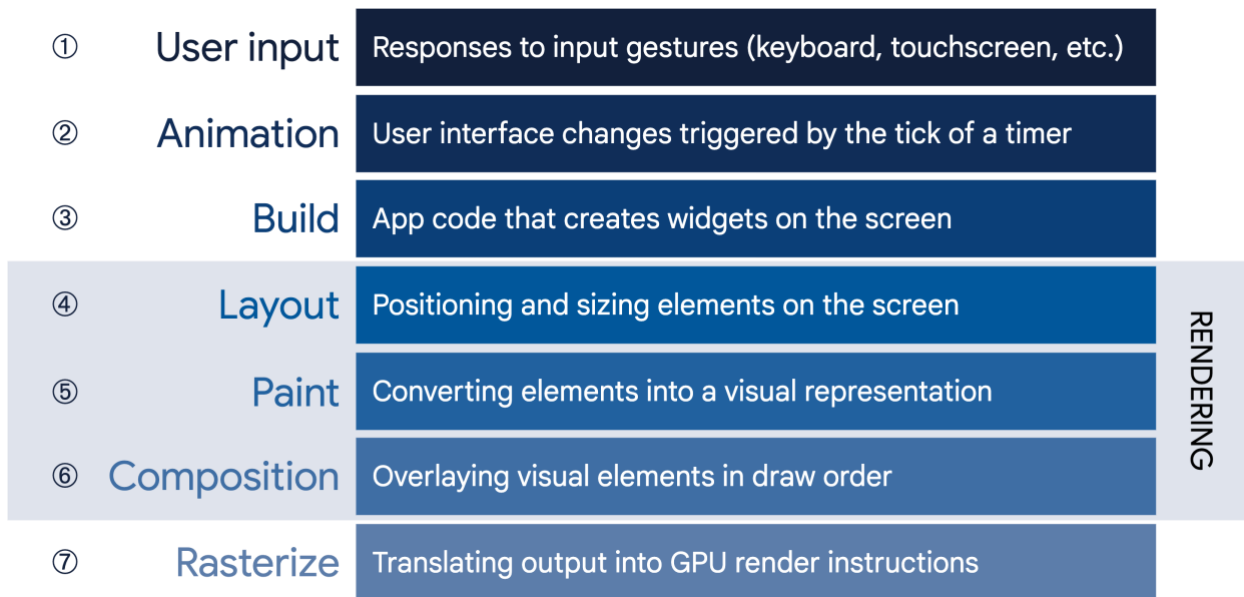 ① User input Responses to input gestures (keyboard, touchscreen, etc.)
② Animation User interface changes triggered by the tick of a timer
③ Build App code that creates widgets on the screen
④ Layout Positioning and sizing elements on the screen
⑤ Paint Converting elements into a visual representation
⑥ Composition Overlaying visual elements in draw order
RENDERING
⑦ Rasterize Translating output into GPU render instructions